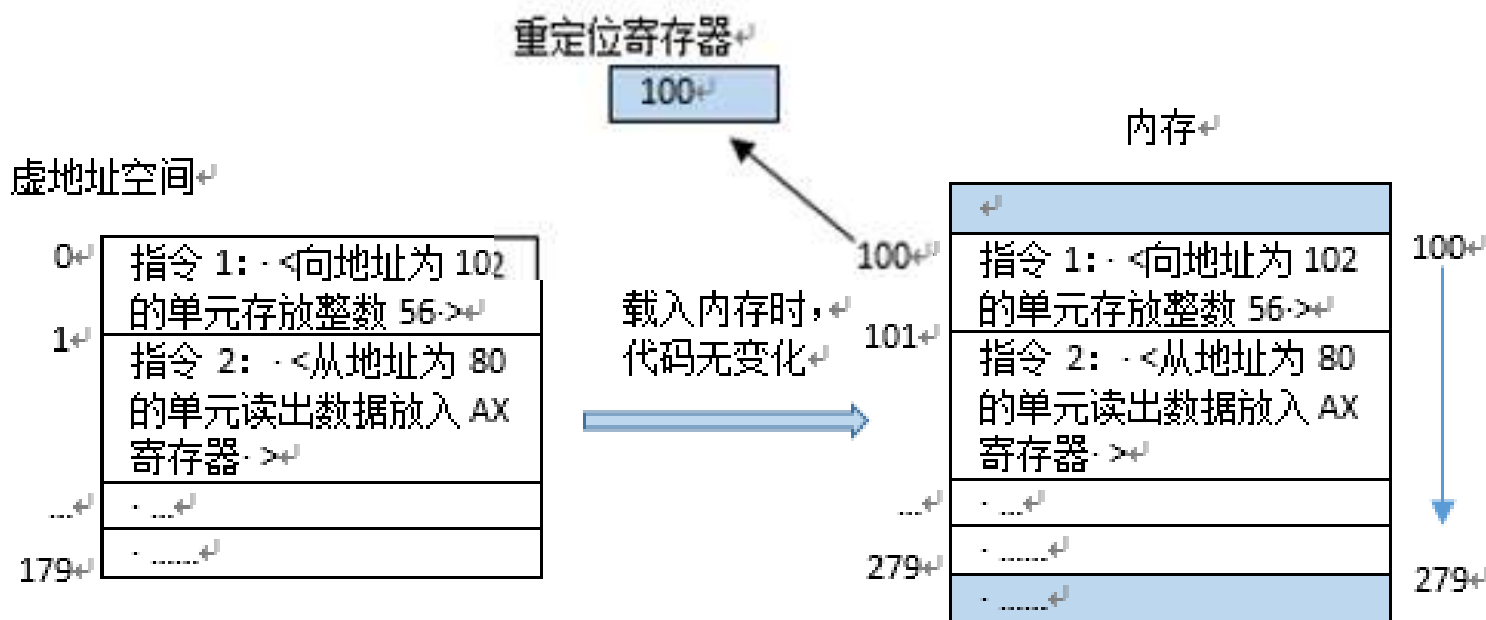 重定位寄存器
100
内存
虚地址空间
0
指令 1: <向地址为 102
的单元存放整数 56 >
1
指令 2: <从地址为 80
的单元读出数据放入 AX
寄存器 >
...
...
179
......
载入内存时，
代码无变化
100
指令 1: <向地址为 102
的单元存放整数 56 >
101
指令 2: <从地址为 80
的单元读出数据放入 AX
寄存器 >
...
...
279
......
......
100
279